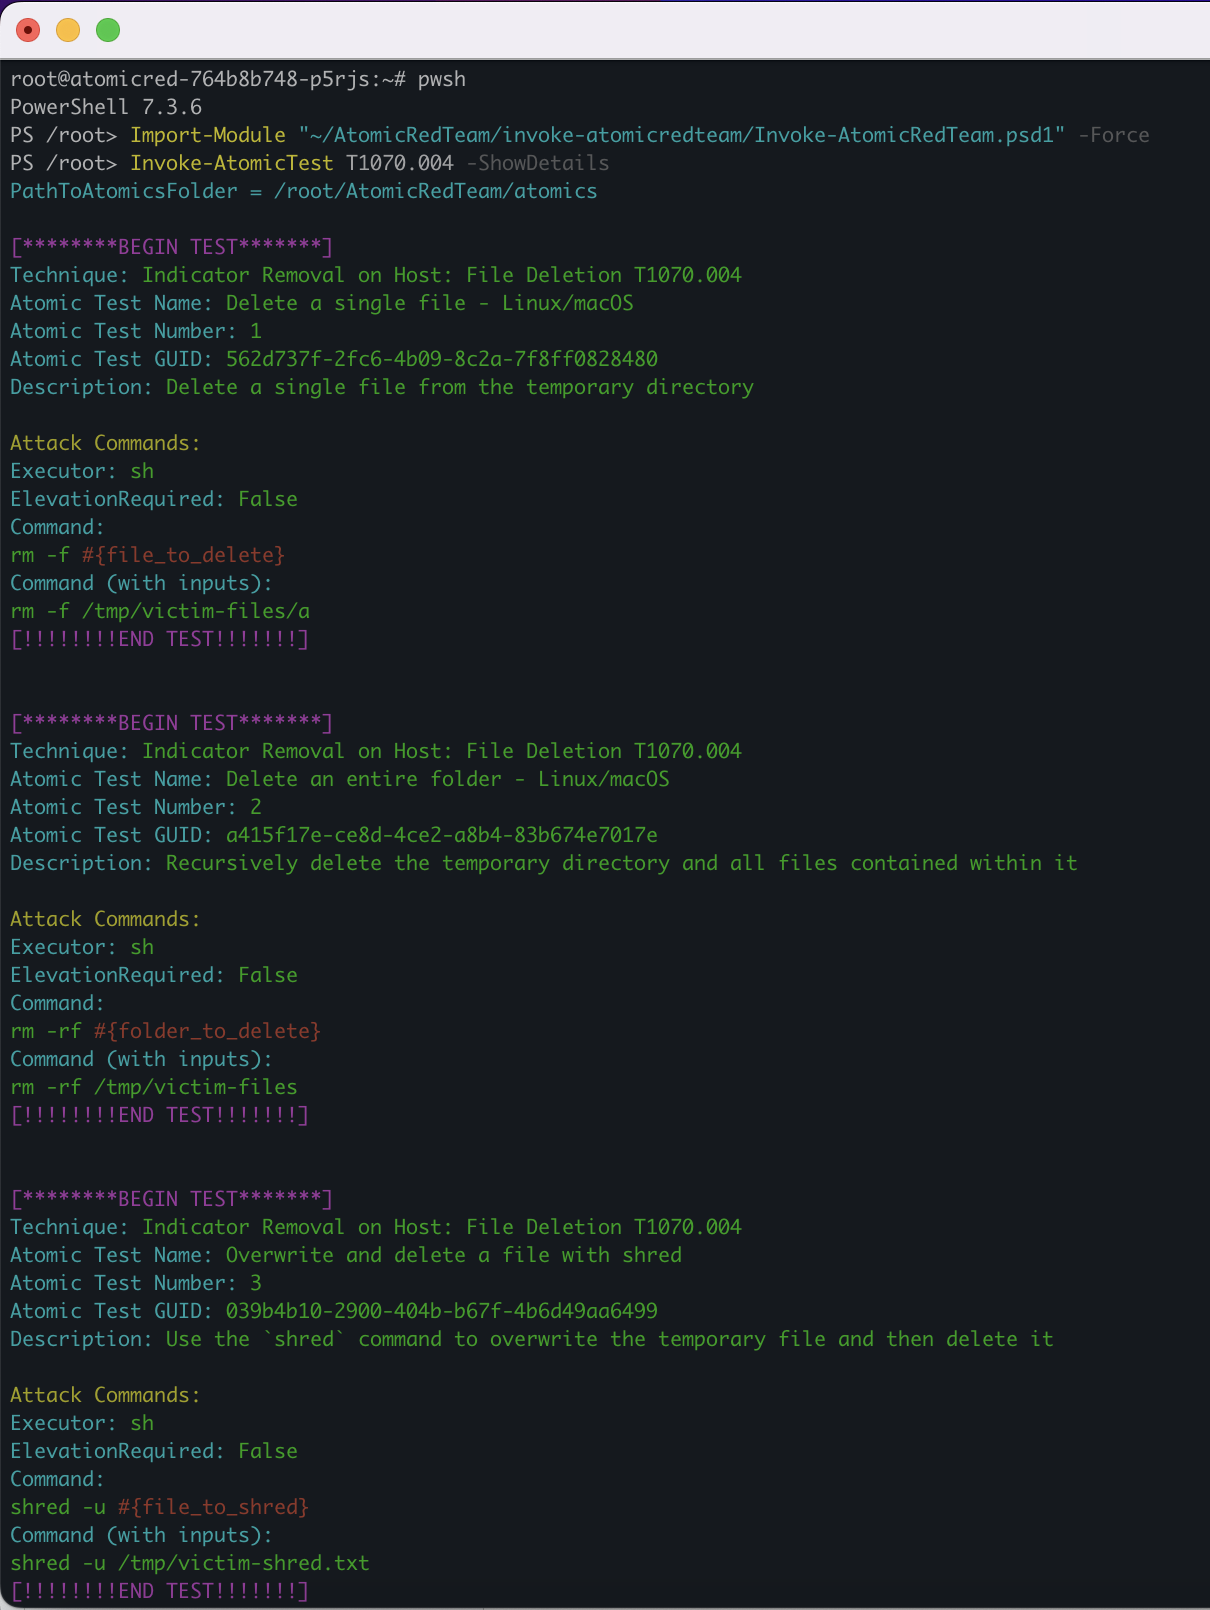 root@atomicred-764b8b748-p5rjs:~# pwsh
PowerShell 7.3.6
PS /root> Import-Module "~/AtomicRedTeam/invoke-atomicredteam/Invoke-AtomicRedTeam.psd1" -Force
PS /root> Invoke-AtomicTest T1070.004 -ShowDetails
PathToAtomicsFolder = /root/AtomicRedTeam/atomics
[********BEGIN TEST*******]
Technique: Indicator Removal on Host: File Deletion T1070.004
Atomic Test Name: Delete a single file - Linux/macOS
Atomic Test Number: 1
Atomic Test GUID: 562d737f-2fc6-4b09-8c2a-7f8ff0828480
Description: Delete a single file from the temporary directory
Attack Commands:
Executor: sh
ElevationRequired: False
Command:
rm -f #{file_to_delete}
Command (with inputs):
rm -f /tmp/victim-files/a
[!!!!!!!!END TEST!!!!!!!]
[********BEGIN TEST*******]
Technique: Indicator Removal on Host: File Deletion T1070.004
Atomic Test Name: Delete an entire folder - Linux/macOS
Atomic Test Number: 2
Atomic Test GUID: a415f17e-ce8d-4ce2-a8b4-83b674e7017e
Description: Recursively delete the temporary directory and all files contained within it
Attack Commands:
Executor: sh
ElevationRequired: False
Command:
rm -rf #{folder_to_delete}
Command (with inputs):
rm -rf /tmp/victim-files
[!!!!!!!!END TEST!!!!!!!]
[********BEGIN TEST*******]
Technique: Indicator Removal on Host: File Deletion T1070.004
Atomic Test Name: Overwrite and delete a file with shred
Atomic Test Number: 3
Atomic Test GUID: 039b4b10-2900-404b-b67f-4b6d49aa6499
Description: Use the `shred` command to overwrite the temporary file and then delete it
Attack Commands:
Executor: sh
ElevationRequired: False
Command:
shred -u #{file_to_shred}
Command (with inputs):
shred -u /tmp/victim-shred.txt
[!!!!!!!!END TEST!!!!!!!]